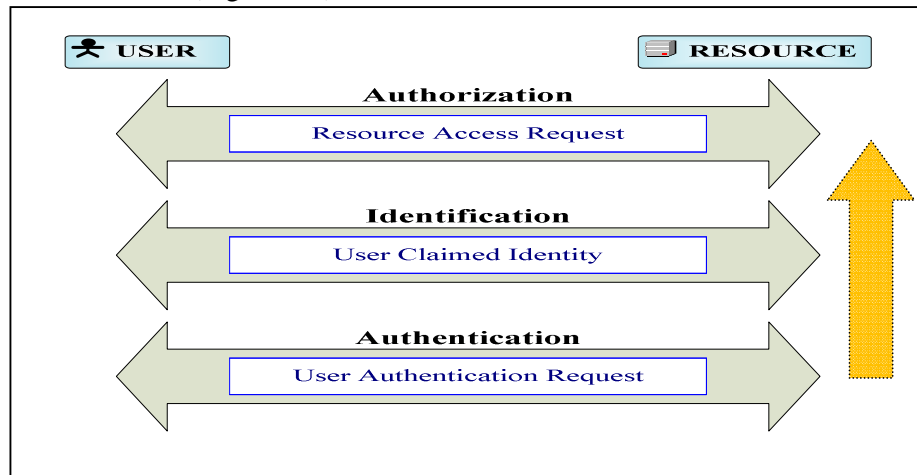 USER
RESOURCE
Authorization
Resource Access Request
Identification
User Claimed Identity
Authentication
User Authentication Request